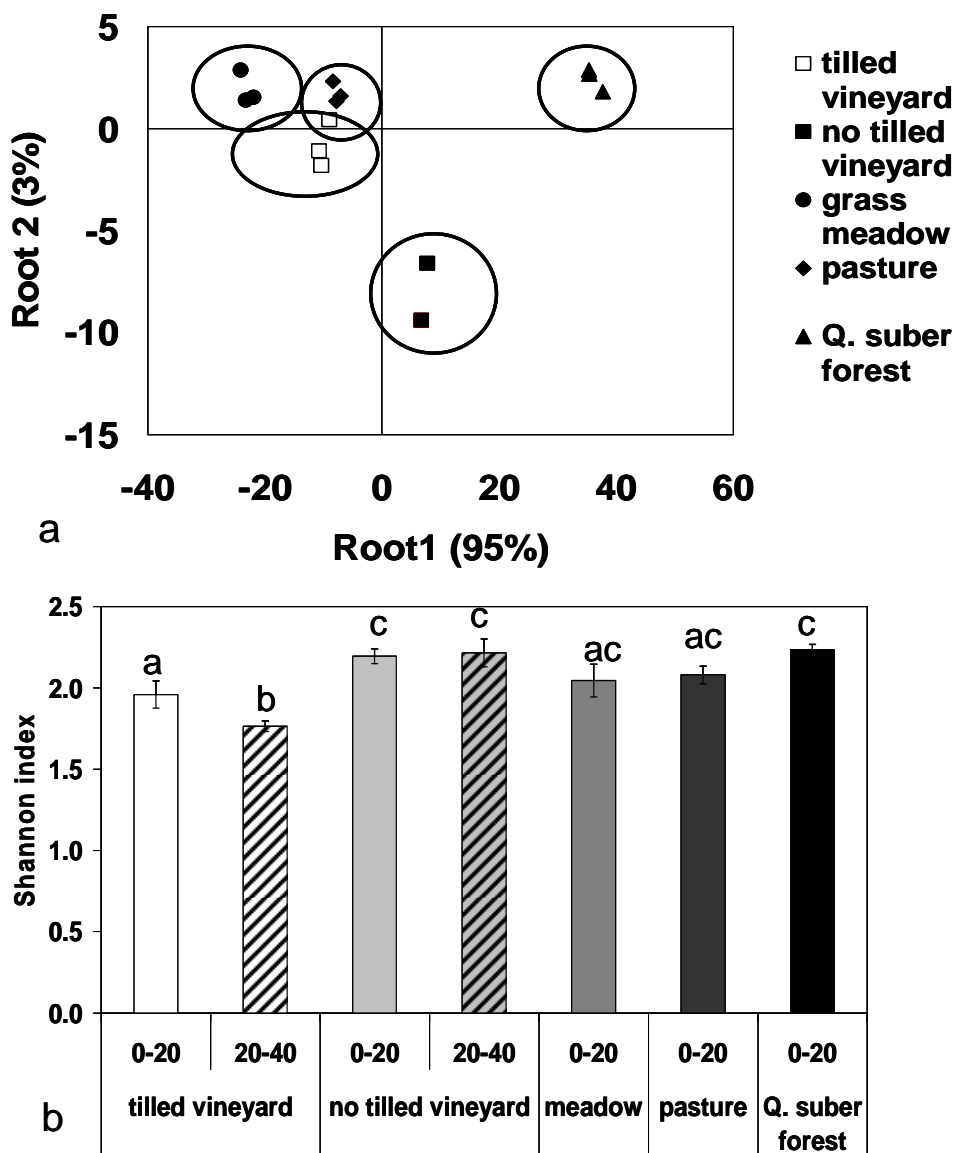 5
0
-5
-10
-15
Root 2 (3%)
-40 -20 0 20 40 60
Root1 (95%)
tilled
vineyard
no tilled
vineyard
grass
meadow
pasture
Q. suber
forest
a
2.5
2.0
1.5
1.0
0.5
0.0
Shannon index
a b c c ac ac c
0-20 20-40 0-20 20-40 0-20 0-20 0-20
tilled vineyard no tilled vineyard meadow pasture Q. suber
forest
b